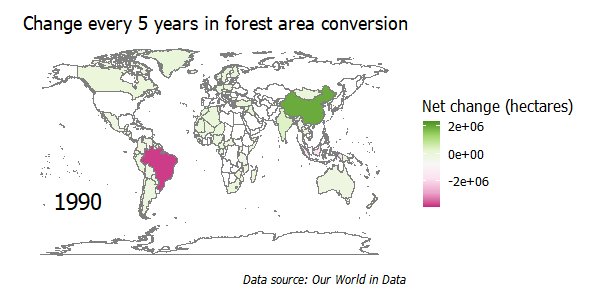 Change every 5 years in forest area conversion
Net change (hectares)
2e+06
0e+00
-2e+06
1990
Data source: Our World in Data